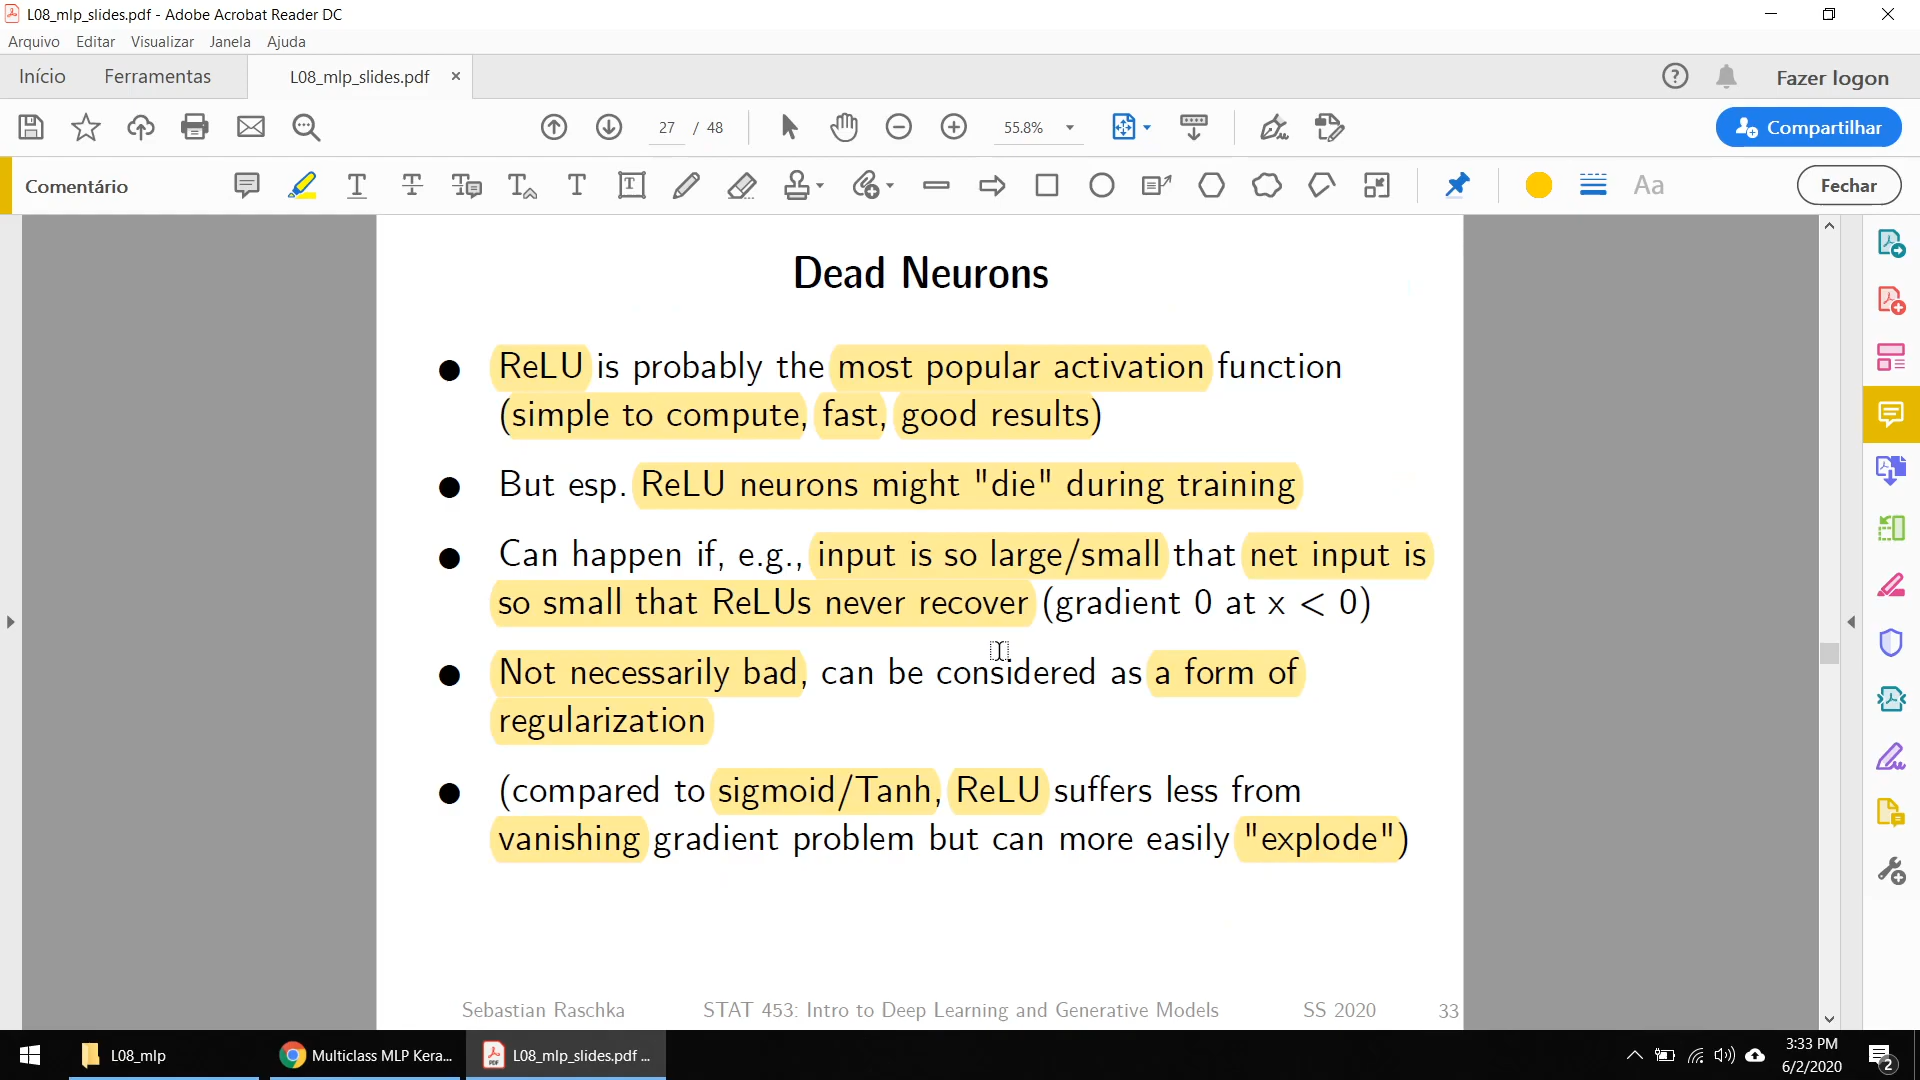 L08_mlp_slides.pdf - Adobe Acrobat Reader DC
Arquivo Editar Visualizar Janela Ajuda
Início Ferramentas L08_mlp_slides.pdf × Fazer logon
27 / 48 55.8% Compartilhar
Comentário Aa Fechar
Dead Neurons
● ReLU is probably the most popular activation function
(simple to compute, fast, good results)
● But esp. ReLU neurons might "die" during training
● Can happen if, e.g., input is so large/small that net input is
so small that ReLUs never recover (gradient 0 at x < 0)
● Not necessarily bad, can be considered as a form of
regularization
● (compared to sigmoid/Tanh, ReLU suffers less from
vanishing gradient problem but can more easily "explode")
Sebastian Raschka STAT 453: Intro to Deep Learning and Generative Models SS 2020 33
L08_mlp Multiclass MLP Kera... L08_mlp_slides.pdf ... 3:33 PM
6/2/2020 2